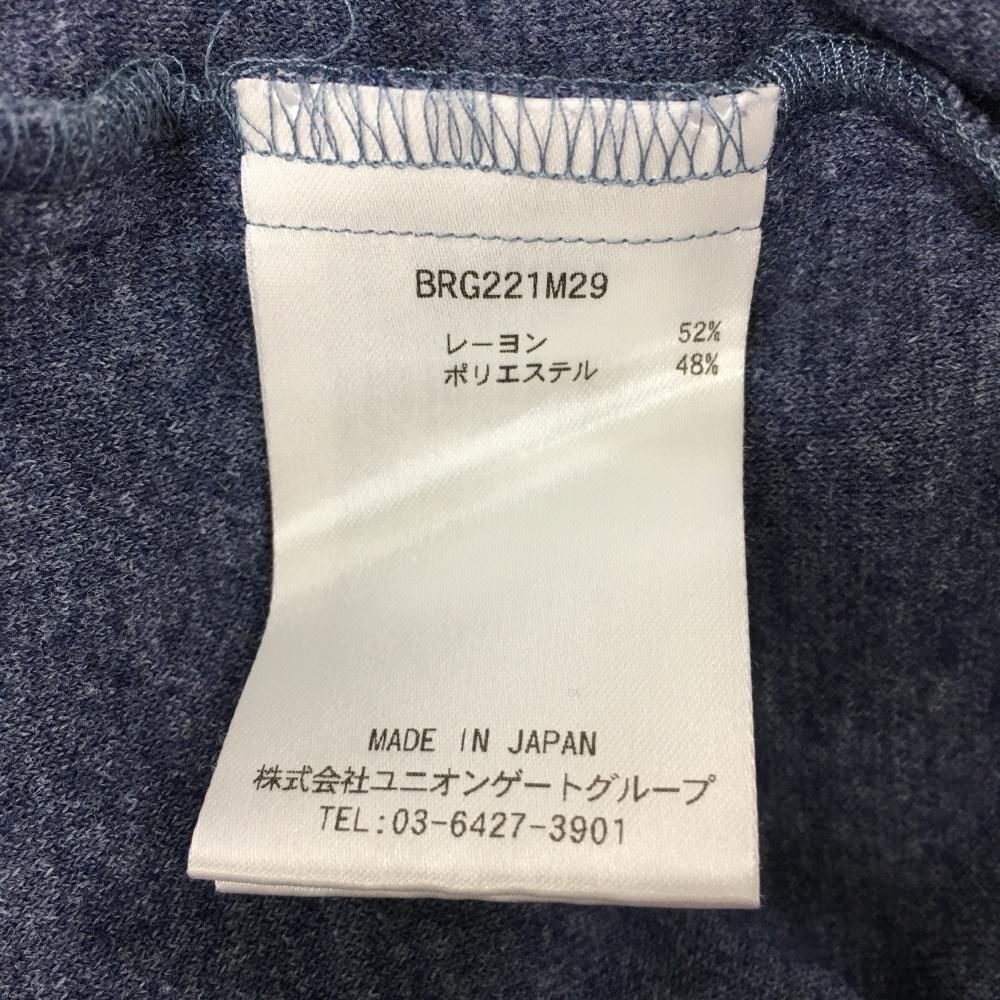 BRG221M29
レーヨン 52%
ポリエステル 48%
MADE IN JAPAN
株式会社ユニオンゲートグループ
TEL:03-6427-3901